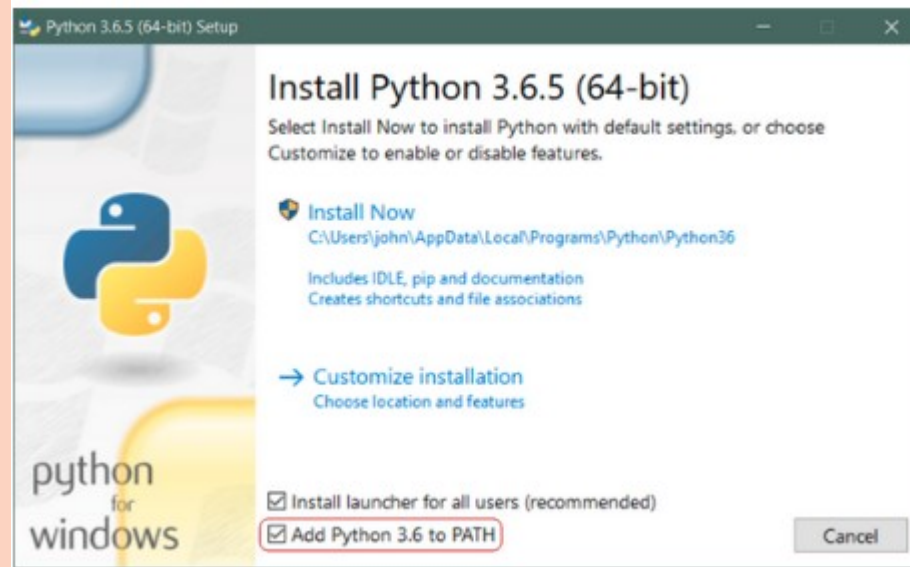 Python 3.6.5 (64-bit) Setup
Install Python 3.6.5 (64-bit)
Select Install Now to install Python with default settings, or choose
Customize to enable or disable features.
Install Now
C:\Users\john\AppData\Local\Programs\Python\Python36
Includes IDLE, pip and documentation
Creates shortcuts and file associations
Customize installation
Choose location and features
python
for
windows
Install launcher for all users (recommended)
Add Python 3.6 to PATH
Cancel